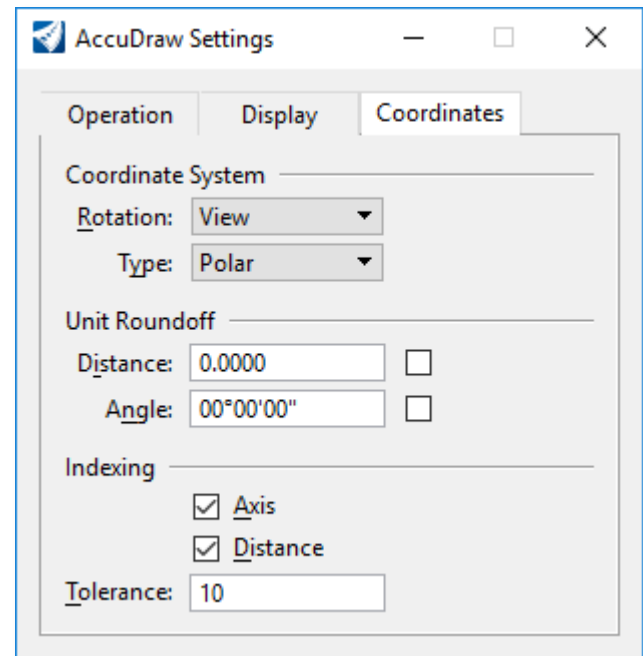 AccuDraw Settings
Operation Display Coordinates
Coordinate System
Rotation: View
Type: Polar
Unit Roundoff
Distance: 0.0000
Angle: 00°00'00"
Indexing
Axis
Distance
Tolerance: 10